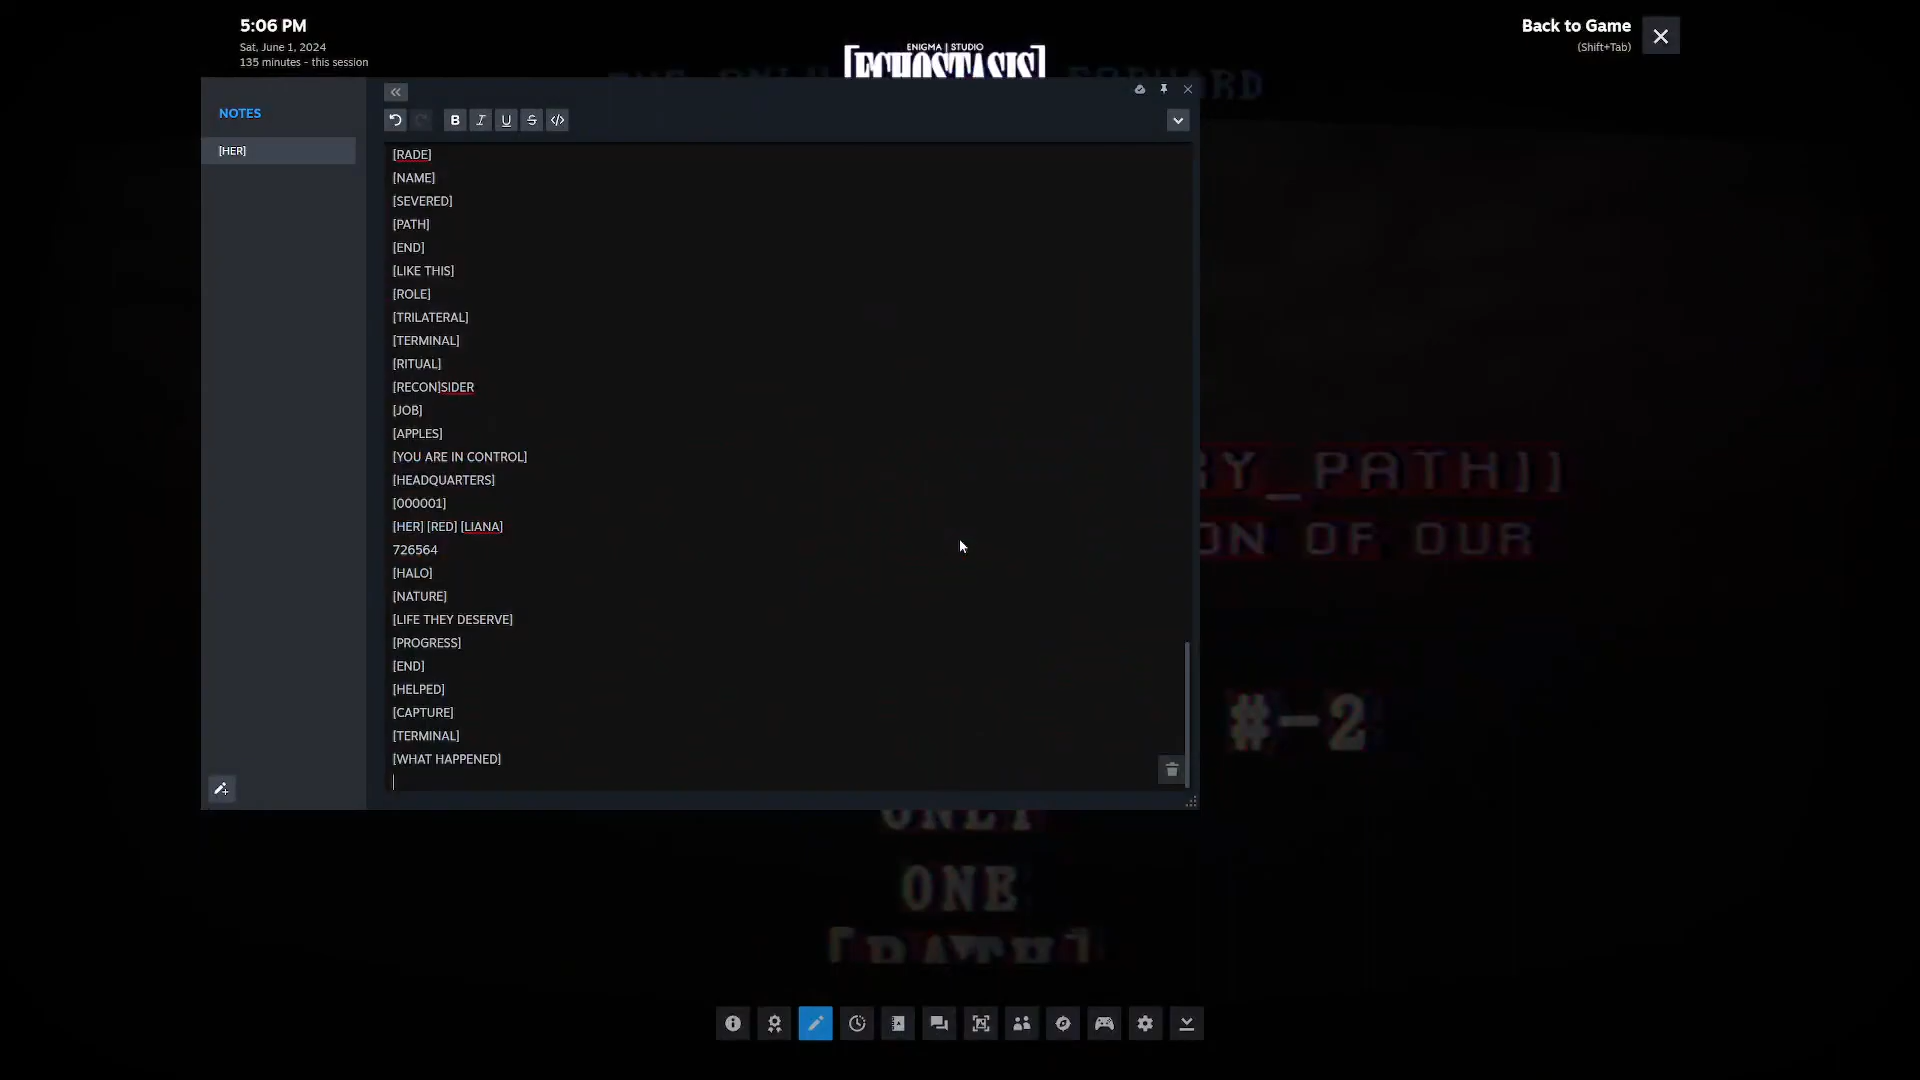 5:06 PM
Sat, June 1, 2024
135 minutes - this session
ENIGMA | STUDIO
[ECHOSTASIS]
Back to Game
(Shift+Tab)
NOTES
[HER]
[RADE]
[NAME]
[SEVERED]
[PATH]
[END]
[LIKE THIS]
[ROLE]
[TRILATERAL]
[TERMINAL]
[RITUAL]
[RECON]SIDER
[JOB]
[APPLES]
[YOU ARE IN CONTROL]
[HEADQUARTERS]
[000001]
[HER] [RED] [LIANA]
726564
[HALO]
[NATURE]
[LIFE THEY DESERVE]
[PROGRESS]
[END]
[HELPED]
[CAPTURE]
[TERMINAL]
[WHAT HAPPENED]
RY_PATH]]
ON OF OUR
#-2
ONLY
ONE
[PATH]